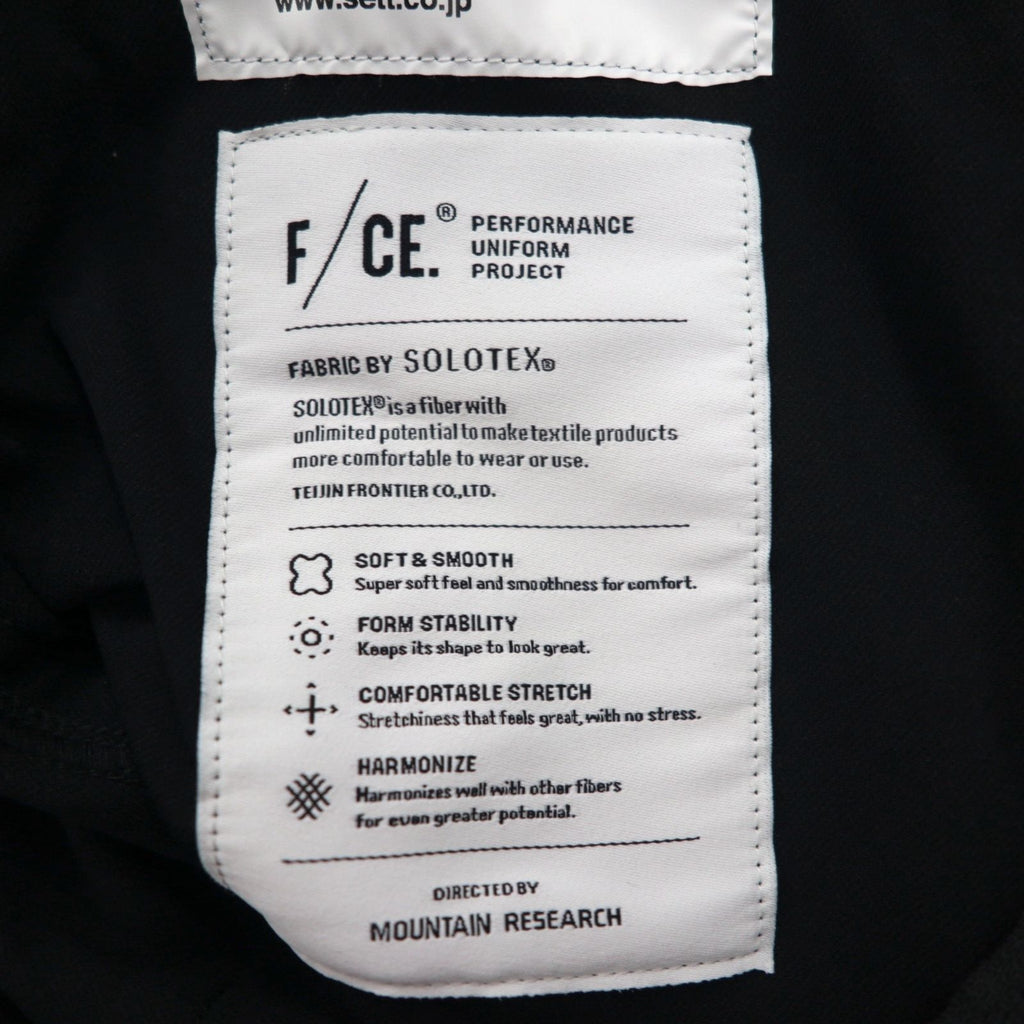 www.sett.co.jp
F/CE.® PERFORMANCE
UNIFORM
PROJECT
FABRIC BY SOLOTEX®
SOLOTEX® is a fiber with
unlimited potential to make textile products
more comfortable to wear or use.
TEIJIN FRONTIER CO.,LTD.
SOFT & SMOOTH
Super soft feel and smoothness for comfort.
FORM STABILITY
Keeps its shape to look great.
COMFORTABLE STRETCH
Stretchiness that feels great, with no stress.
HARMONIZE
Harmonizes well with other fibers
for even greater potential.
DIRECTED BY
MOUNTAIN RESEARCH